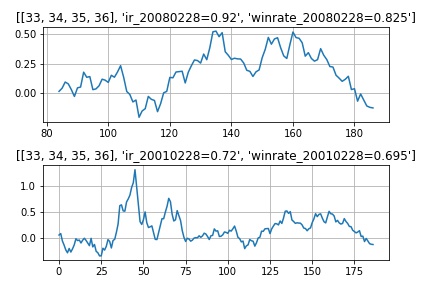 [[33, 34, 35, 36], 'ir_20080228=0.92', 'winrate_20080228=0.825']
0.50
0.25
0.00
80 100 120 140 160 180
[[33, 34, 35, 36], 'ir_20010228=0.72', 'winrate_20010228=0.695']
1.0
0.5
0.0
0 25 50 75 100 125 150 175